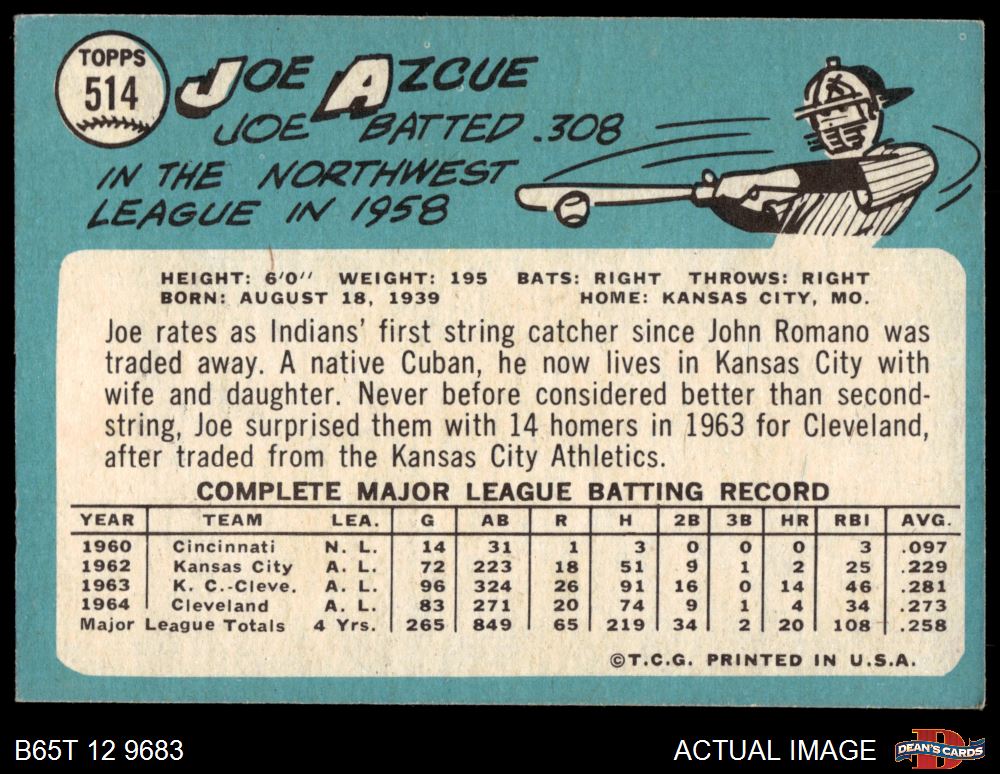 TOPPS
514
JOE AZCUE
JOE BATTED .308
IN THE NORTHWEST
LEAGUE IN 1958
HEIGHT: 6'0" WEIGHT: 195 BATS: RIGHT THROWS: RIGHT
BORN: AUGUST 18, 1939 HOME: KANSAS CITY, MO.
Joe rates as Indians' first string catcher since John Romano was
traded away. A native Cuban, he now lives in Kansas City with
wife and daughter. Never before considered better than second-
string, Joe surprised them with 14 homers in 1963 for Cleveland,
after traded from the Kansas City Athletics.
COMPLETE MAJOR LEAGUE BATTING RECORD
YEAR TEAM LEA. G AB R H 2B 3B HR RBI AVG.
1960 Cincinnati N. L. 14 31 1 3 0 0 0 3 .097
1962 Kansas City A. L. 72 223 18 51 9 1 2 25 .229
1963 K. C.-Cleve. A. L. 96 324 26 91 16 0 14 46 .281
1964 Cleveland A. L. 83 271 20 74 9 1 4 34 .273
Major League Totals 4 Yrs. 265 849 65 219 34 2 20 108 .258
©T.C.G. PRINTED IN U.S.A.
B65T 12 9683 ACTUAL IMAGE DEAN'S CARDS